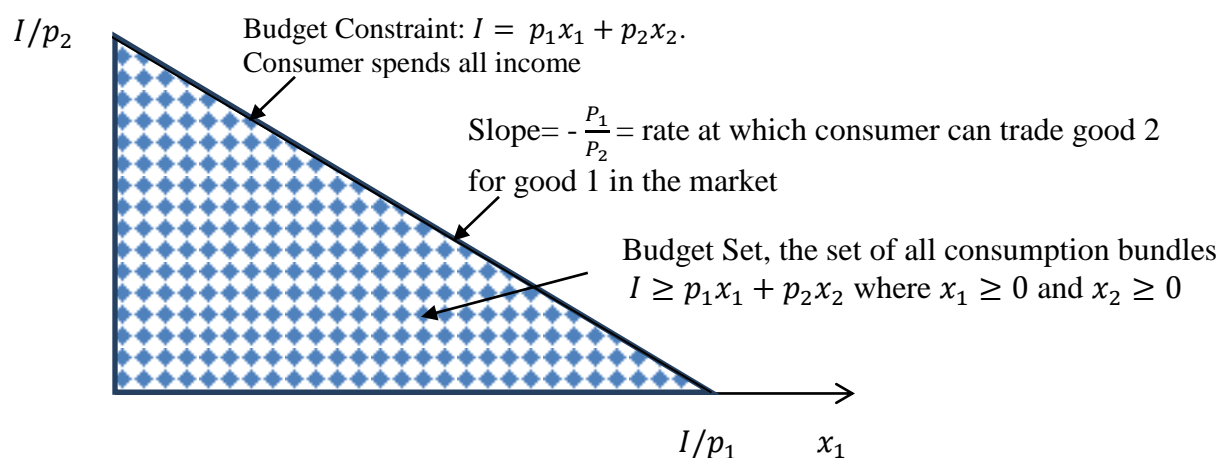 I/p₂
Budget Constraint: I = p₁x₁ + p₂x₂.
Consumer spends all income
Slope= - P₁/P₂ = rate at which consumer can trade good 2
for good 1 in the market
Budget Set, the set of all consumption bundles
I ≥ p₁x₁ + p₂x₂ where x₁ ≥ 0 and x₂ ≥ 0
I/p₁ x₁